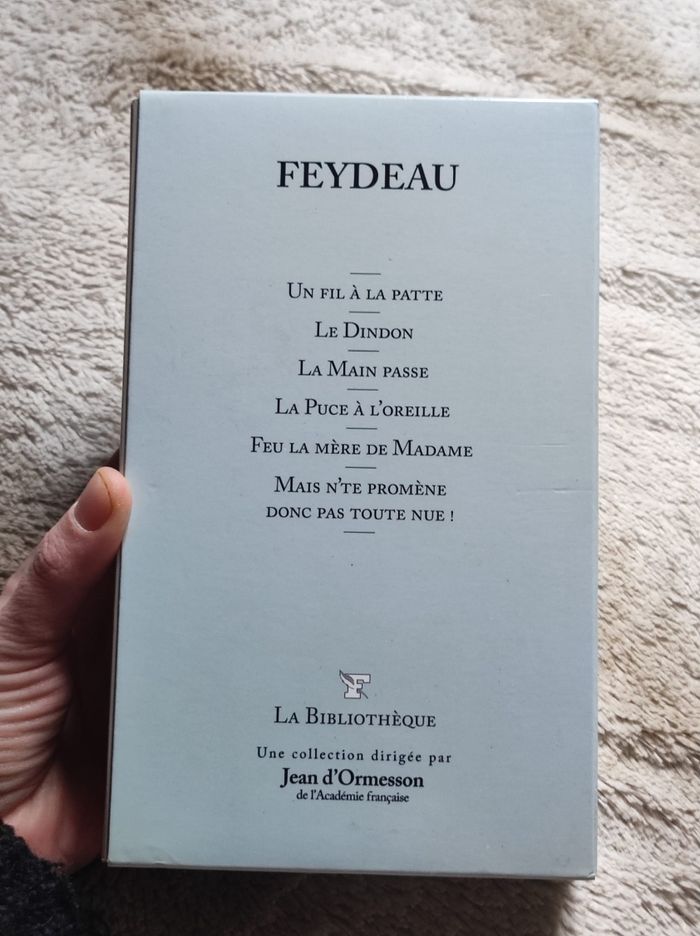 FEYDEAU
Un fil à la patte
Le Dindon
La Main passe
La Puce à l'oreille
Feu la mère de Madame
Mais n'te promène
donc pas toute nue !
F
La Bibliothèque
Une collection dirigée par
Jean d'Ormesson
de l'Académie française